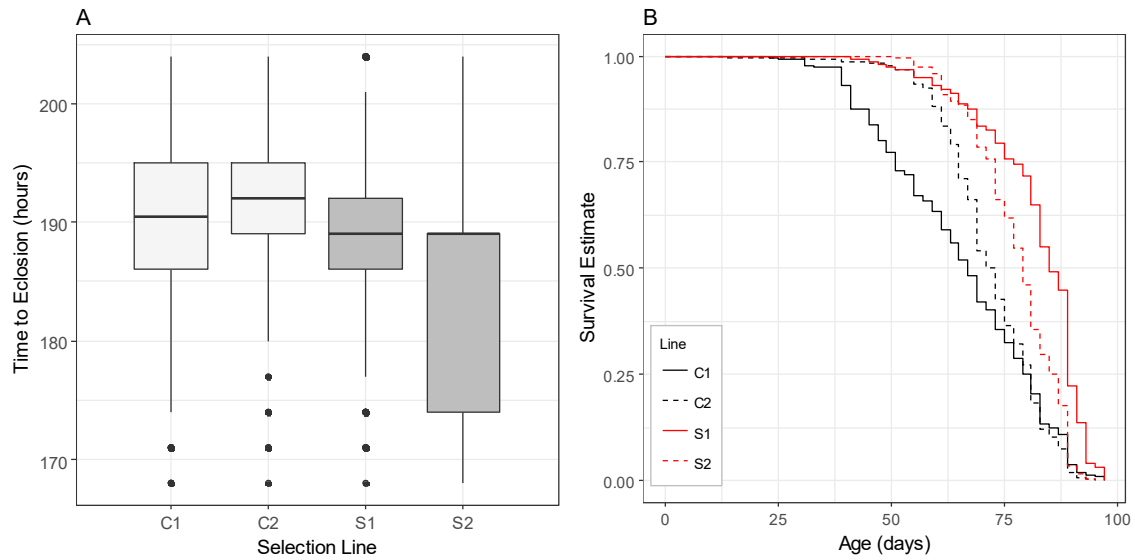 A
Time to Eclosion (hours)
200
190
180
170
C1 C2 S1 S2
Selection Line
B
Survival Estimate
1.00
0.75
0.50
0.25
0.00
Line
C1
C2
S1
S2
0 25 50 75 100
Age (days)